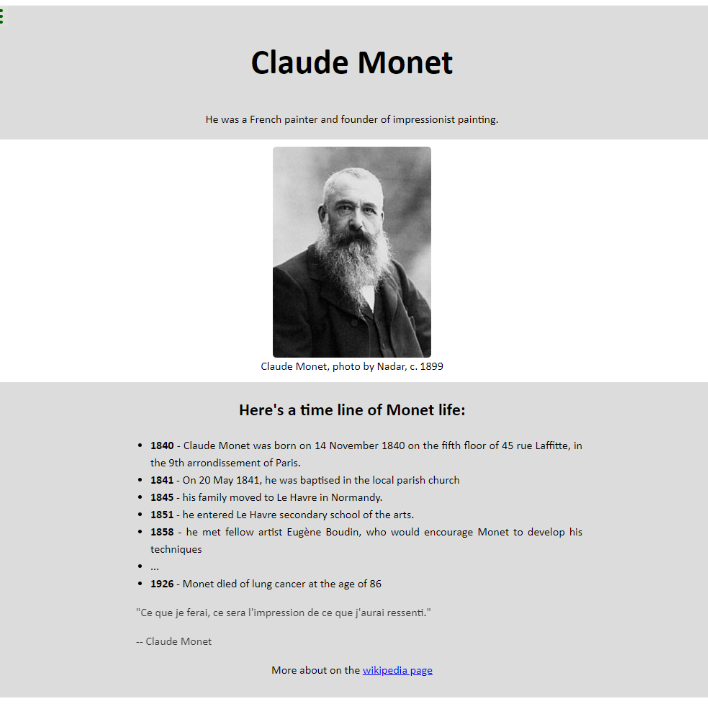 Claude Monet
He was a French painter and founder of impressionist painting.
Claude Monet, photo by Nadar, c. 1899
Here's a time line of Monet life:
1840 - Claude Monet was born on 14 November 1840 on the fifth floor of 45 rue Laffitte, in
the 9th arrondissement of Paris.
1841 - On 20 May 1841, he was baptised in the local parish church
1845 - his family moved to Le Havre in Normandy.
1851 - he entered Le Havre secondary school of the arts.
1858 - he met fellow artist Eugène Boudin, who would encourage Monet to develop his
techniques
...
1926 - Monet died of lung cancer at the age of 86
"Ce que je ferai, ce sera l'impression de ce que j'aurai ressenti."
-- Claude Monet
More about on the wikipedia page